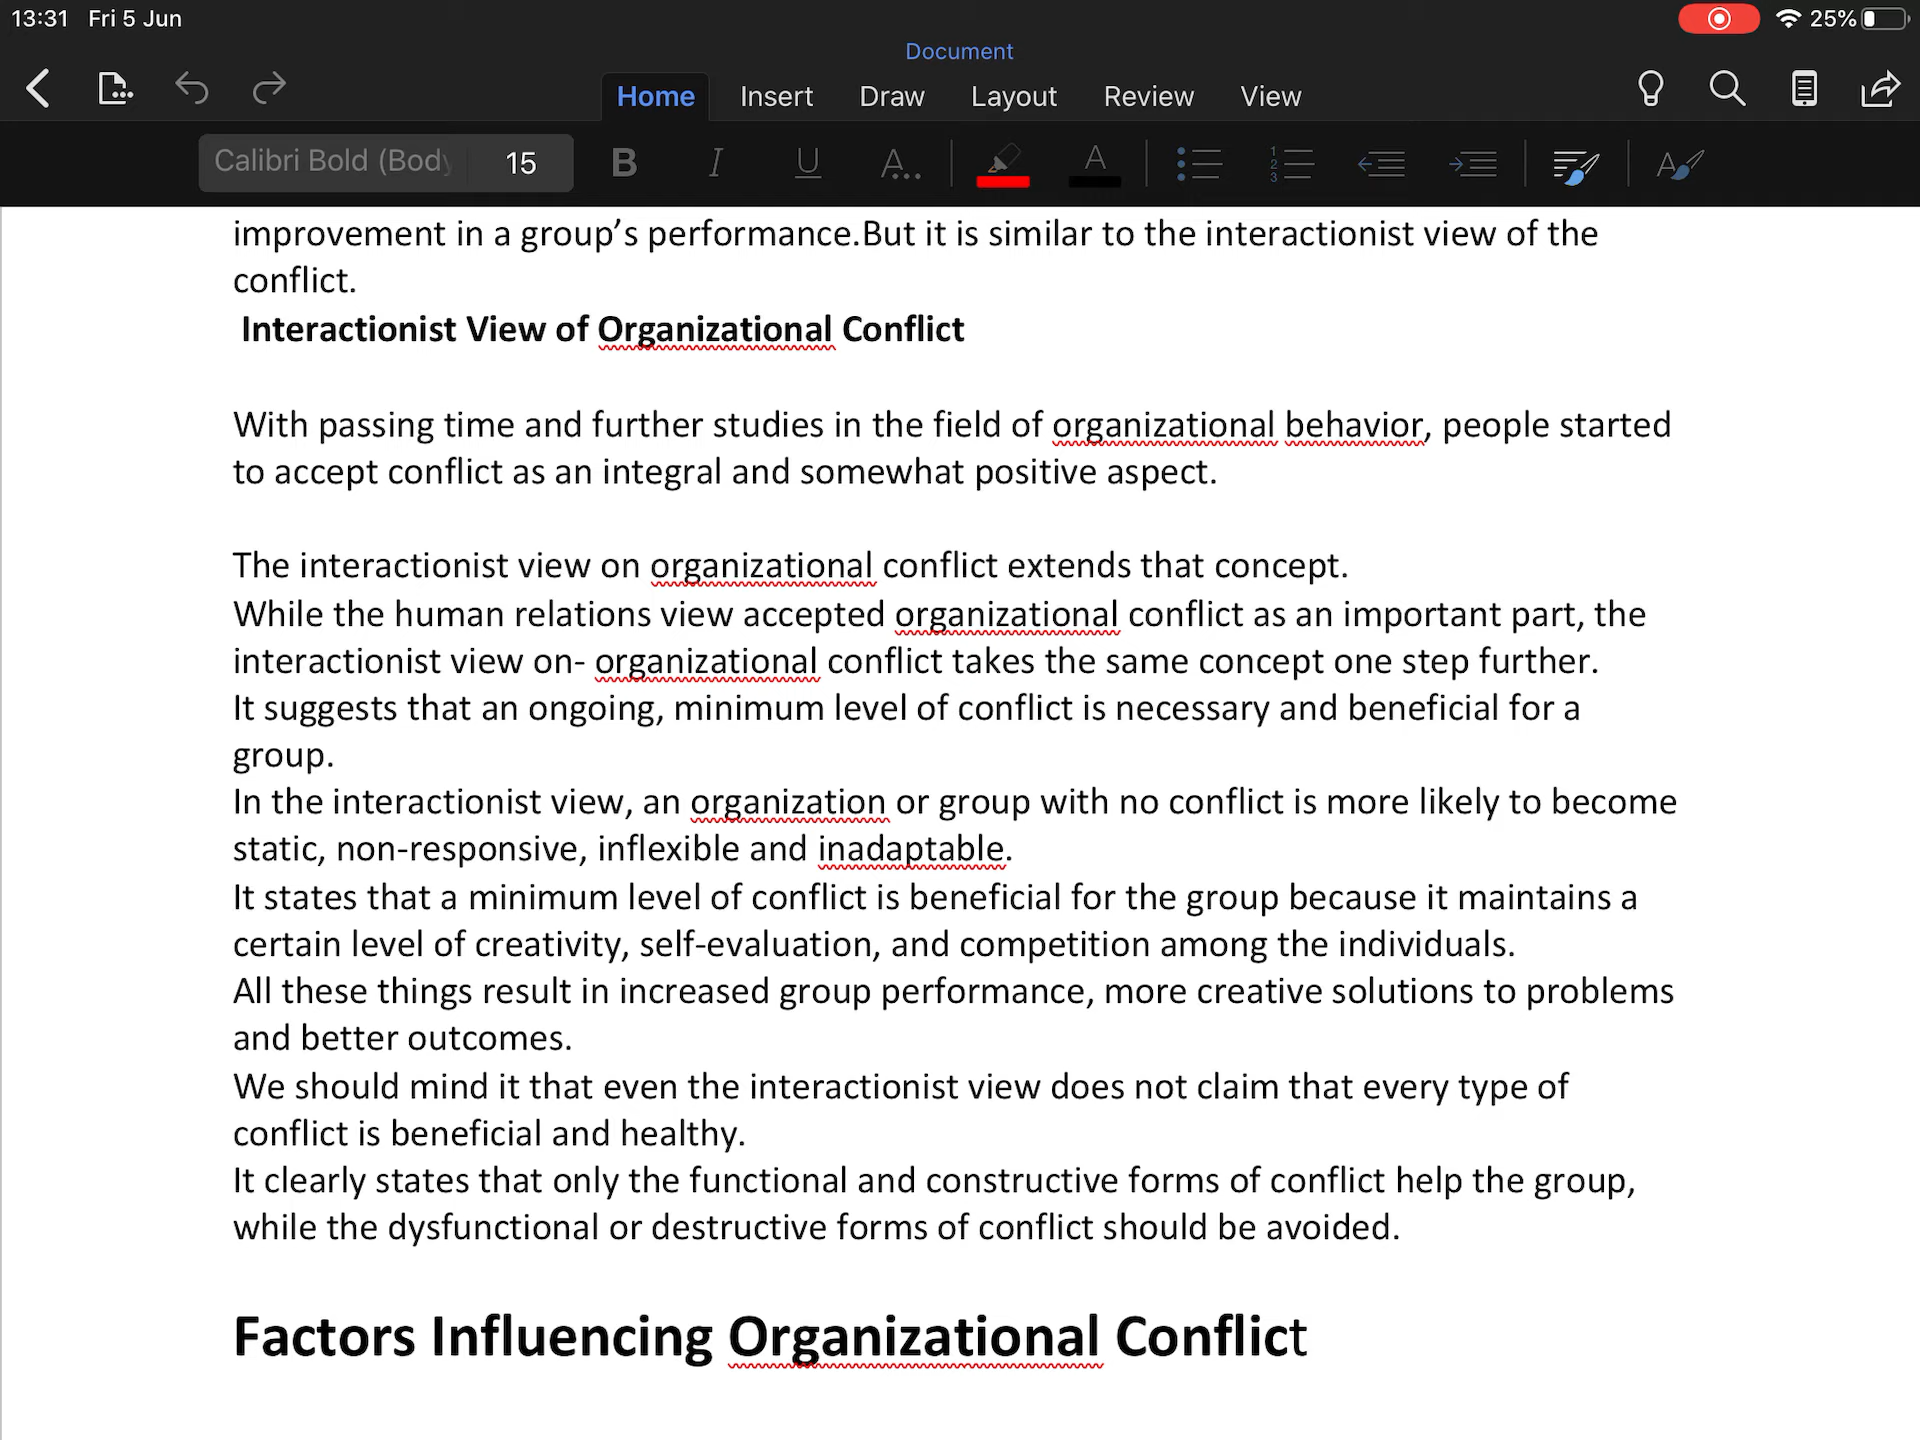 13:31 Fri 5 Jun 25%
Document
Home Insert Draw Layout Review View
Calibri Bold (Body 15 B I U A... A
improvement in a group’s performance.But it is similar to the interactionist view of the
conflict.
Interactionist View of Organizational Conflict
With passing time and further studies in the field of organizational behavior, people started
to accept conflict as an integral and somewhat positive aspect.
The interactionist view on organizational conflict extends that concept.
While the human relations view accepted organizational conflict as an important part, the
interactionist view on- organizational conflict takes the same concept one step further.
It suggests that an ongoing, minimum level of conflict is necessary and beneficial for a
group.
In the interactionist view, an organization or group with no conflict is more likely to become
static, non-responsive, inflexible and inadaptable.
It states that a minimum level of conflict is beneficial for the group because it maintains a
certain level of creativity, self-evaluation, and competition among the individuals.
All these things result in increased group performance, more creative solutions to problems
and better outcomes.
We should mind it that even the interactionist view does not claim that every type of
conflict is beneficial and healthy.
It clearly states that only the functional and constructive forms of conflict help the group,
while the dysfunctional or destructive forms of conflict should be avoided.
Factors Influencing Organizational Conflict